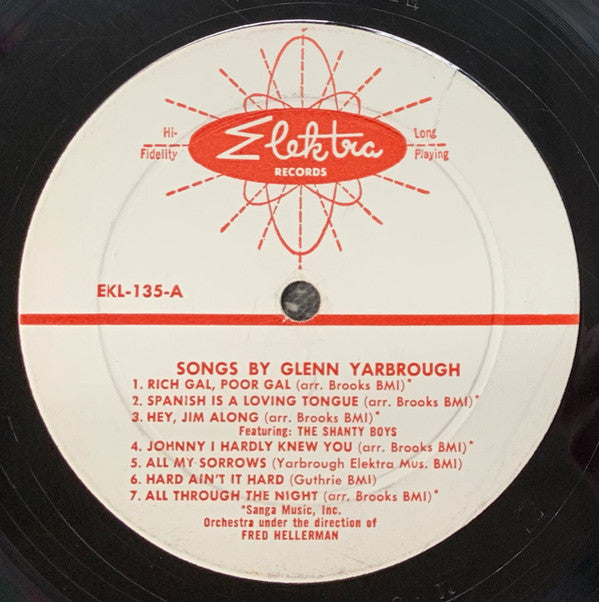 Hi-
Fidelity
Elektra
RECORDS
Long
Playing
EKL-135-A
SONGS BY GLENN YARBROUGH
1. RICH GAL, POOR GAL (arr. Brooks BMI)*
2. SPANISH IS A LOVING TONGUE (arr. Brooks BMI)*
3. HEY, JIM ALONG (arr. Brooks BMI)*
Featuring: THE SHANTY BOYS
4. JOHNNY I HARDLY KNEW YOU (arr. Brooks BMI)*
5. ALL MY SORROWS (Yarbrough Elektra Mus. BMI)
6. HARD AIN'T IT HARD (Guthrie BMI)
7. ALL THROUGH THE NIGHT (arr. Brooks BMI)*
*Sanga Music, Inc.
Orchestra under the direction of
FRED HELLERMAN